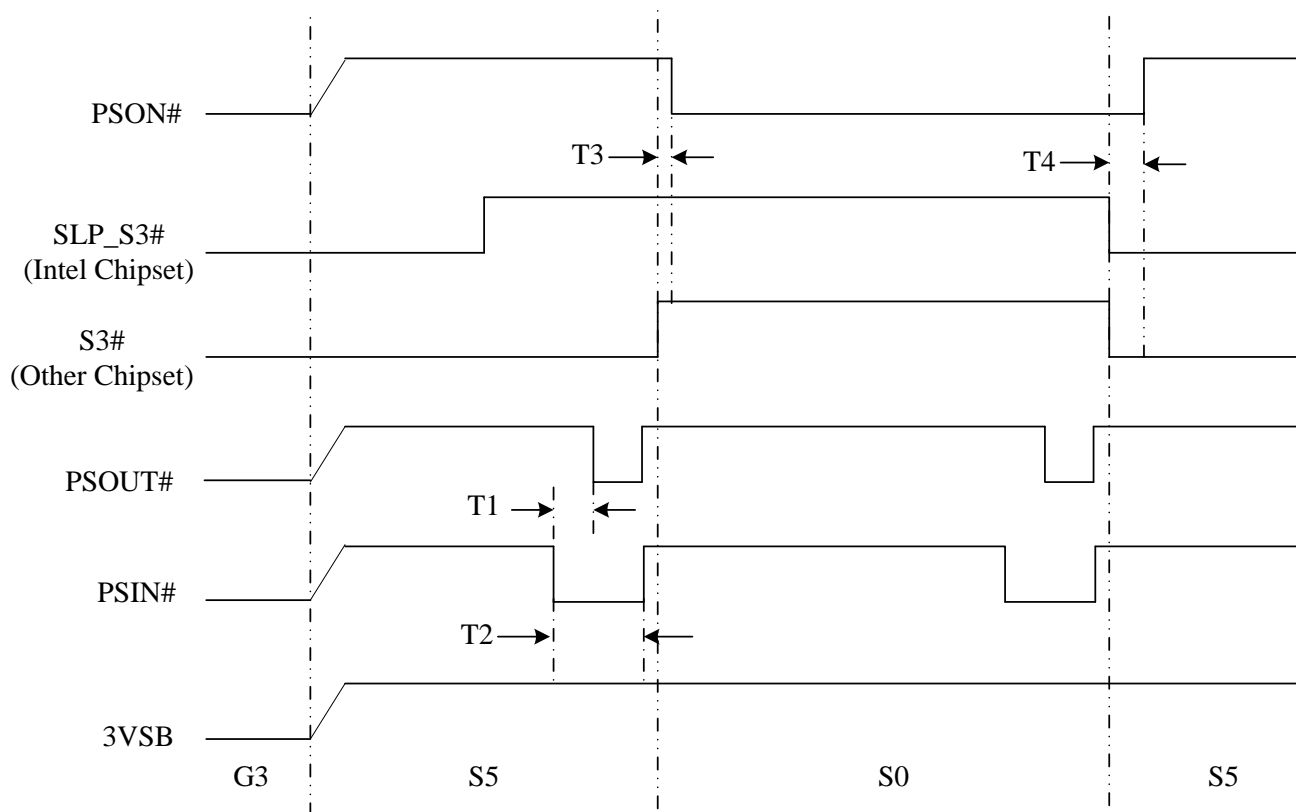 PSON#
T3
T4
SLP_S3#
(Intel Chipset)
S3#
(Other Chipset)
PSOUT#
T1
PSIN#
T2
3VSB
G3
S5
S0
S5